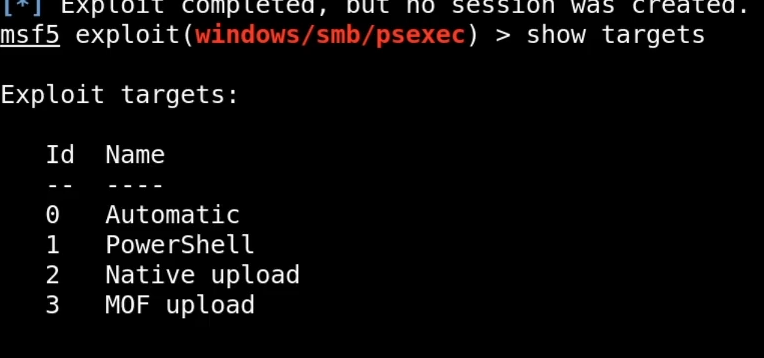 [*] Exploit completed, but no session was created.
msf5 exploit(windows/smb/psexec) > show targets
Exploit targets:
Id  Name
--  ----
0   Automatic
1   PowerShell
2   Native upload
3   MOF upload